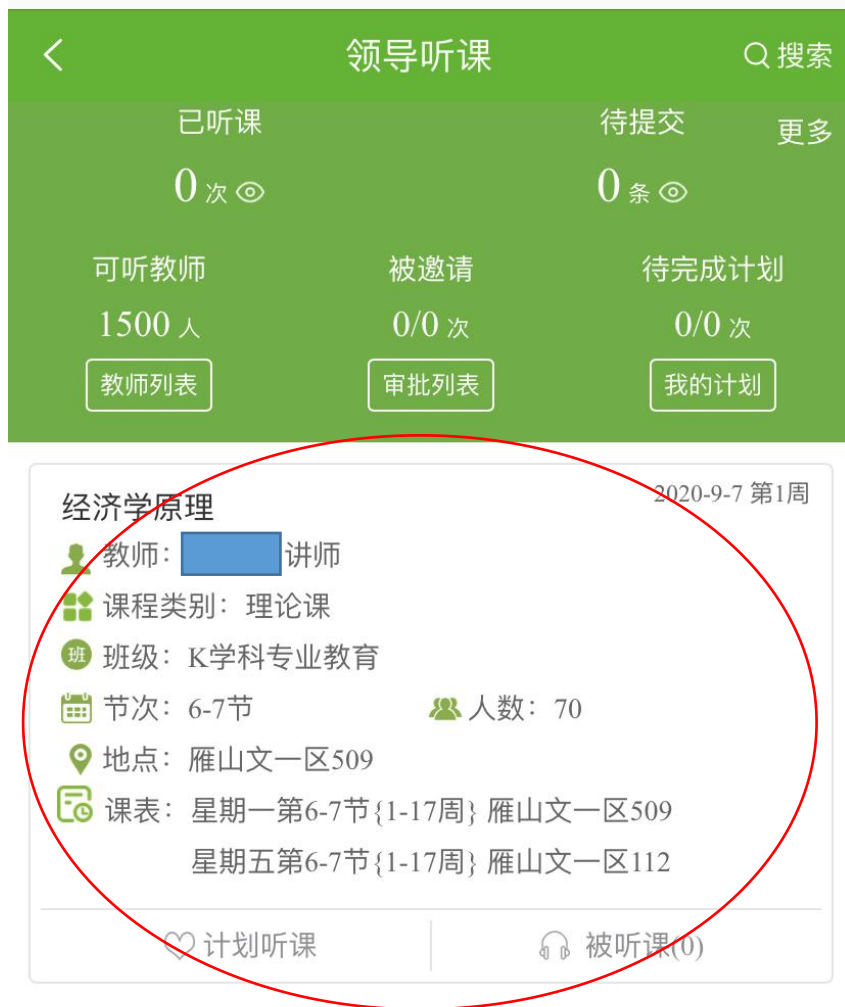 领导听课 搜索
已听课 待提交 更多
0 次 0 条
可听教师 被邀请 待完成计划
1500 人 0/0 次 0/0 次
教师列表 审批列表 我的计划
经济学原理 2020-9-7 第1周
教师： 讲师
课程类别：理论课
班 班级：K学科专业教育
节次：6-7节 人数：70
地点：雁山文一区509
课表：星期一第6-7节{1-17周} 雁山文一区509
星期五第6-7节{1-17周} 雁山文一区112
计划听课 被听课(0)